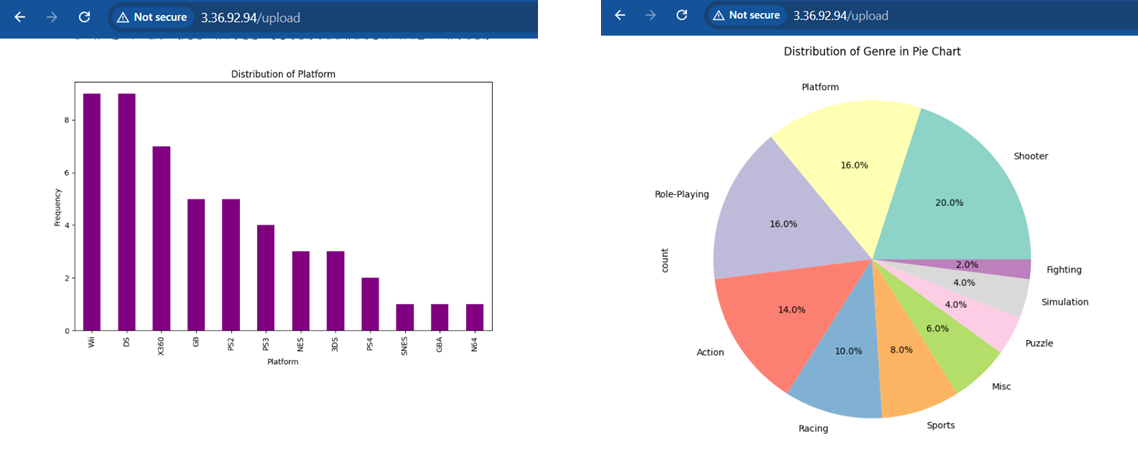 Not secure 3.36.92.94/upload
Distribution of Platform
8
6
4
2
0
Frequency
Wii DS X360 GB PS2 PS3 NES 3DS PS4 SNES GBA N64
Platform
Not secure 3.36.92.94/upload
Distribution of Genre in Pie Chart
Platform
Shooter
16.0%
Role-Playing
20.0%
16.0%
count
2.0%
Fighting
4.0%
Simulation
4.0%
14.0%
6.0%
Puzzle
Action
10.0%
8.0%
Misc
Sports
Racing